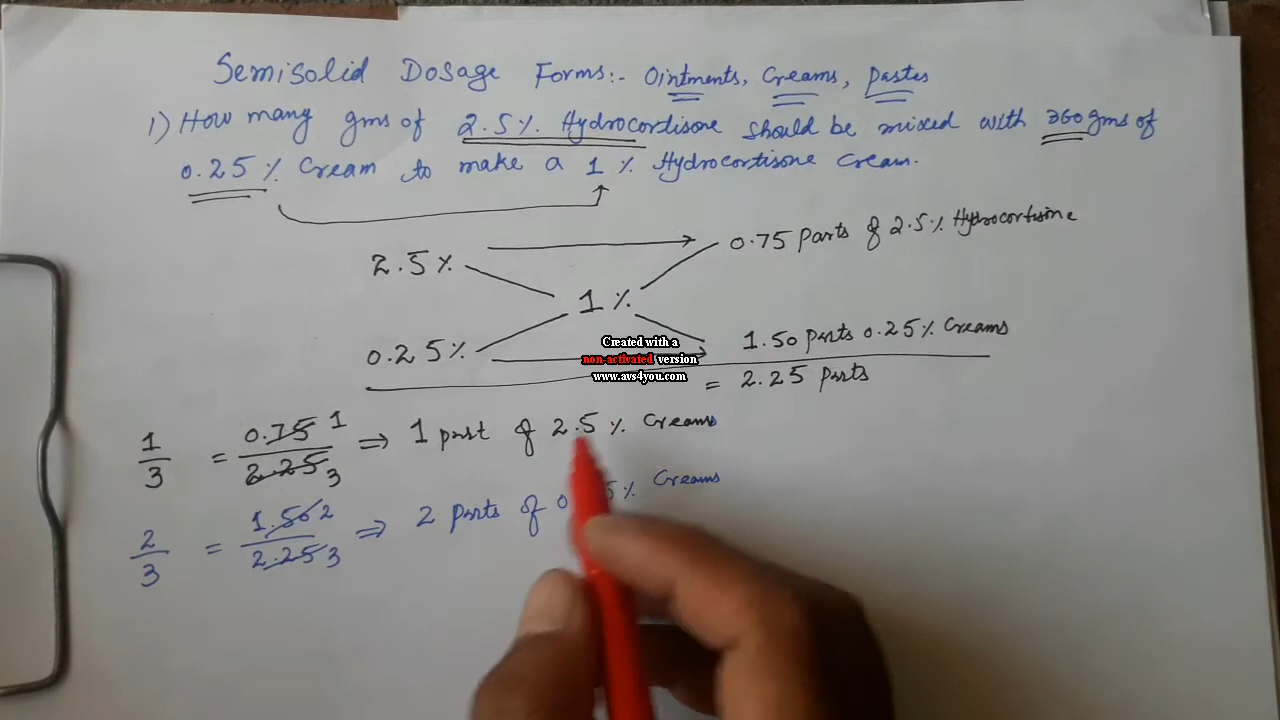 Semisolid Dosage Forms:- Ointments, Creams, Pastes
1) How many gms of 2.5% Hydrocortisone should be mixed with 360 gms of
0.25% Cream to make a 1% Hydrocortisone Cream.
2.5% 0.75 Parts of 2.5% Hydrocortisone
1%
0.25% 1.50 Parts 0.25% Creams
= 2.25 Parts
Created with a
non-activated version
www.avs4you.com
1/3 = 0.75 1 / 2.25 3 ⇒ 1 part of 2.5% Creams
2/3 = 1.50 2 / 2.25 3 ⇒ 2 Parts of % Creams